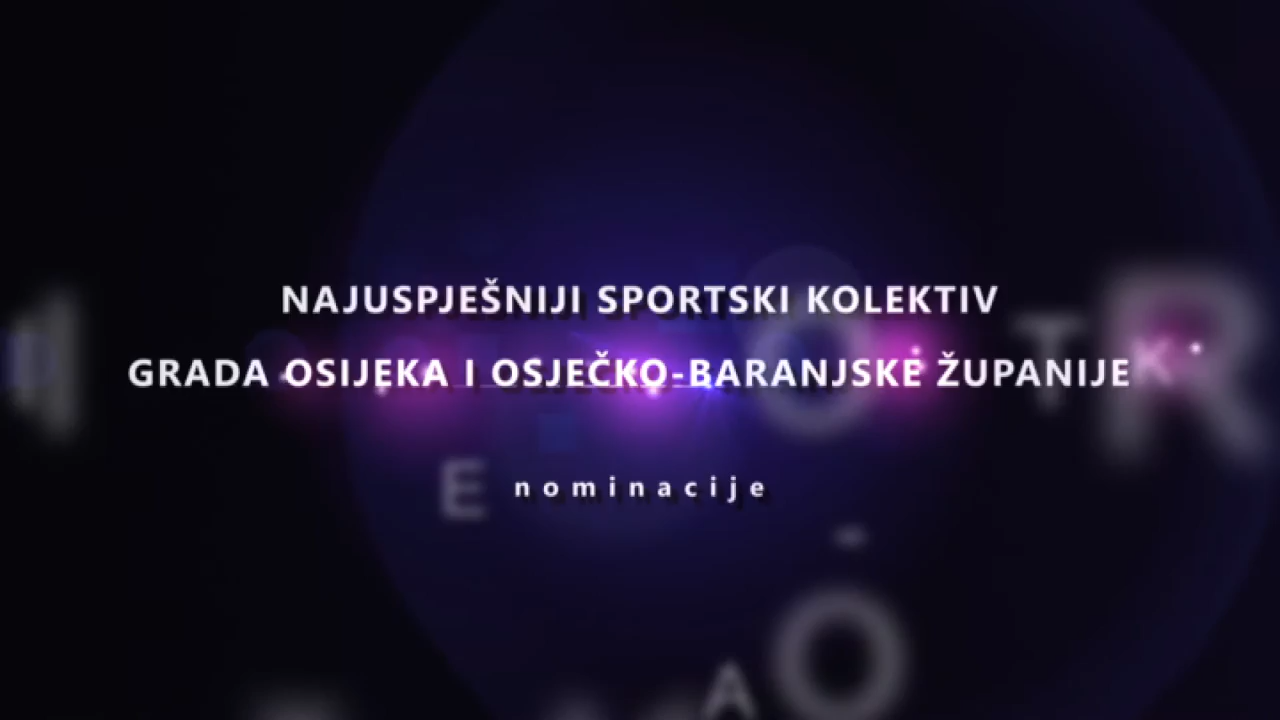 NAJUSPJEŠNIJI SPORTSKI KOLEKTIV
GRADA OSIJEKA I OSJEČKO-BARANJSKE ŽUPANIJE
nominacije